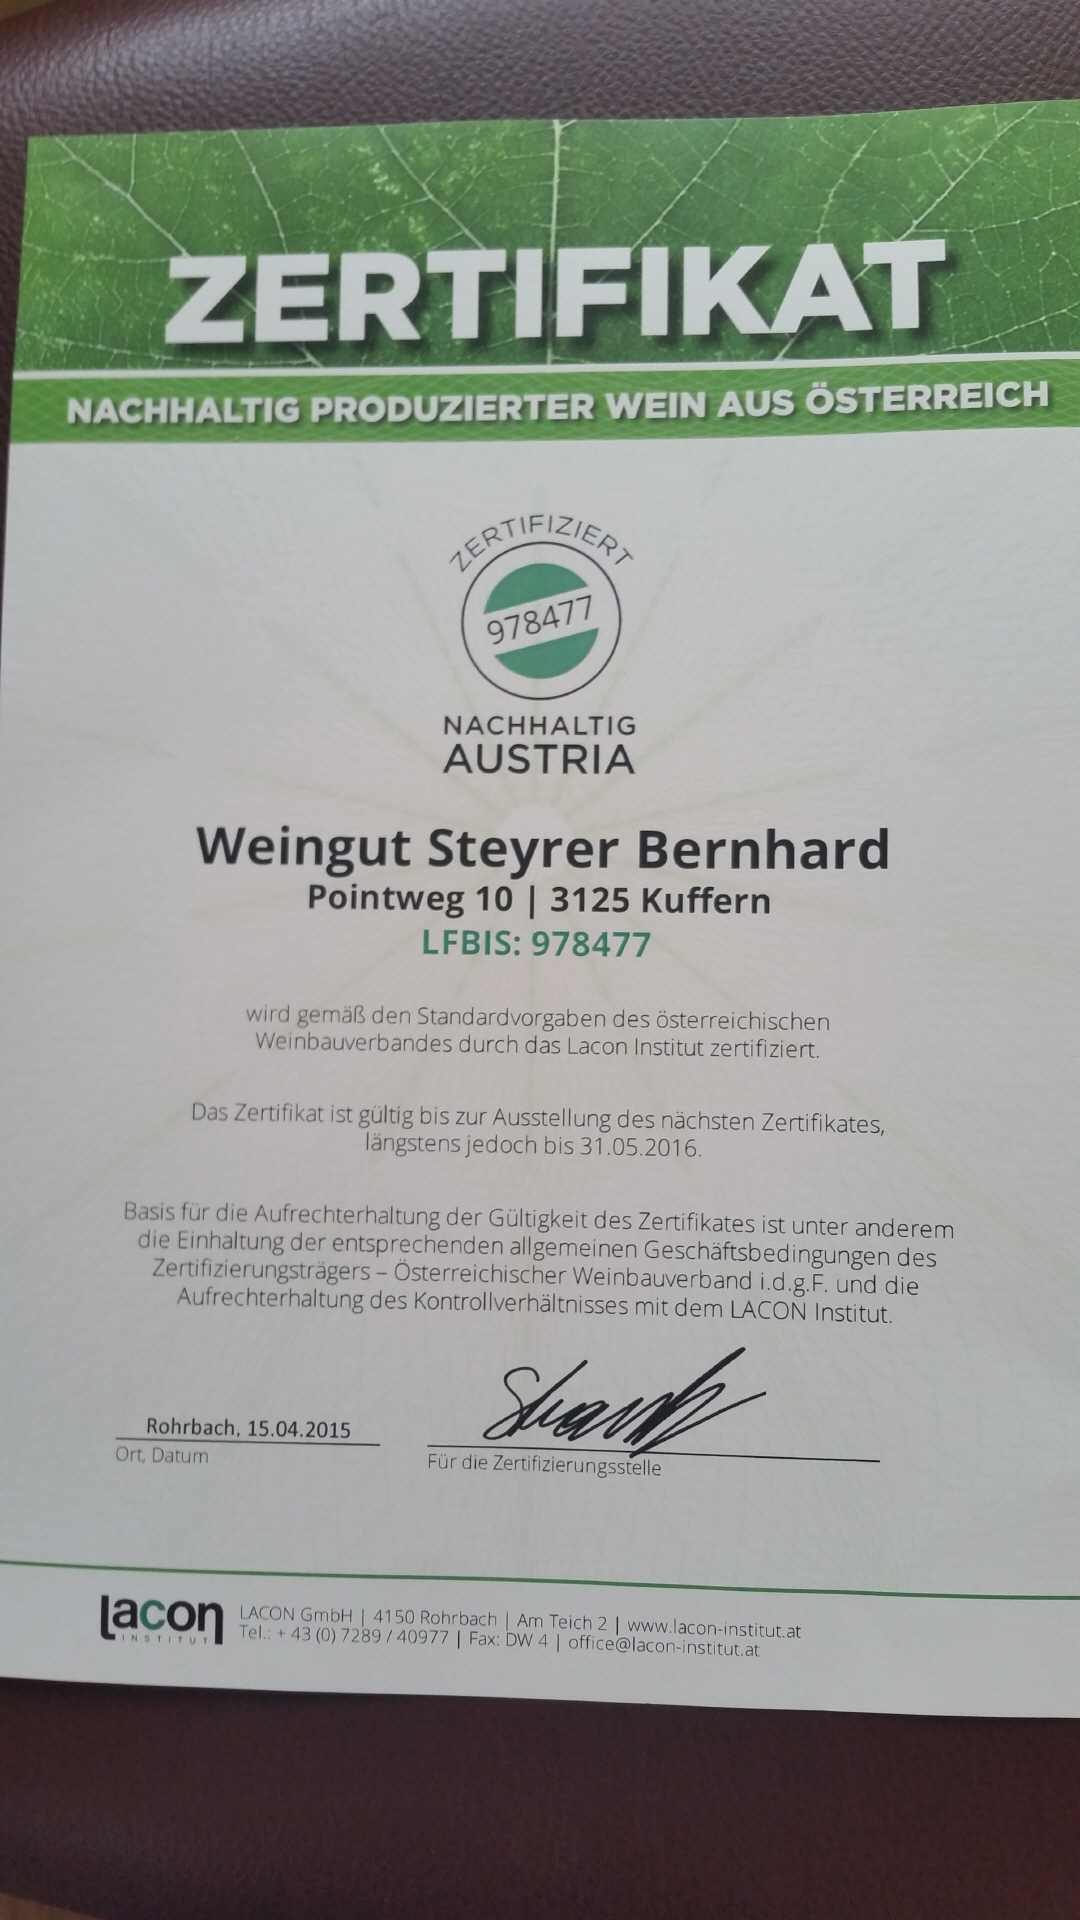 ZERTIFIKAT
NACHHALTIG PRODUZIERTER WEIN AUS ÖSTERREICH
ZERTIFIZIERT
978477
NACHHALTIG
AUSTRIA
Weingut Steyrer Bernhard
Pointweg 10 | 3125 Kuffern
LFBIS: 978477
wird gemäß den Standardvorgaben des österreichischen
Weinbauverbandes durch das Lacon Institut zertifiziert.
Das Zertifikat ist gültig bis zur Ausstellung des nächsten Zertifikates,
längstens jedoch bis 31.05.2016.
Basis für die Aufrechterhaltung der Gültigkeit des Zertifikates ist unter anderem
die Einhaltung der entsprechenden allgemeinen Geschäftsbedingungen des
Zertifizierungsträgers – Österreichischer Weinbauverband i.d.g.F. und die
Aufrechterhaltung des Kontrollverhältnisses mit dem LACON Institut.
Rohrbach, 15.04.2015
Ort, Datum
Für die Zertifizierungsstelle
lacon
INSTITUT
LACON GmbH | 4150 Rohrbach | Am Teich 2 | www.lacon-institut.at
Tel.: + 43 (0) 7289 / 40977 | Fax: DW 4 | office@lacon-institut.at